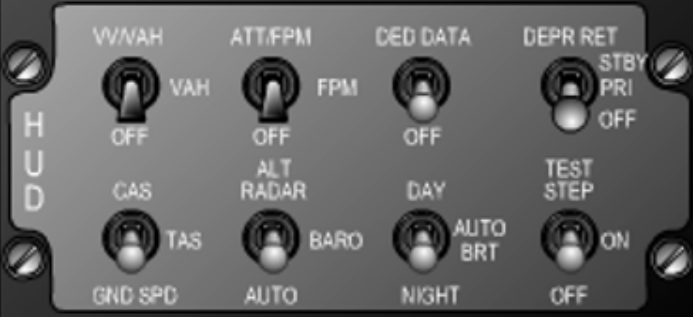 VV/VAH
ATT/FPM
DED DATA
DEPR RET
VAH
FPM
STBY
PRI
OFF
OFF
OFF
OFF
HUD
CAS
ALT
RADAR
DAY
TEST
STEP
TAS
BARO
AUTO
BRT
ON
GND SPD
AUTO
NIGHT
OFF